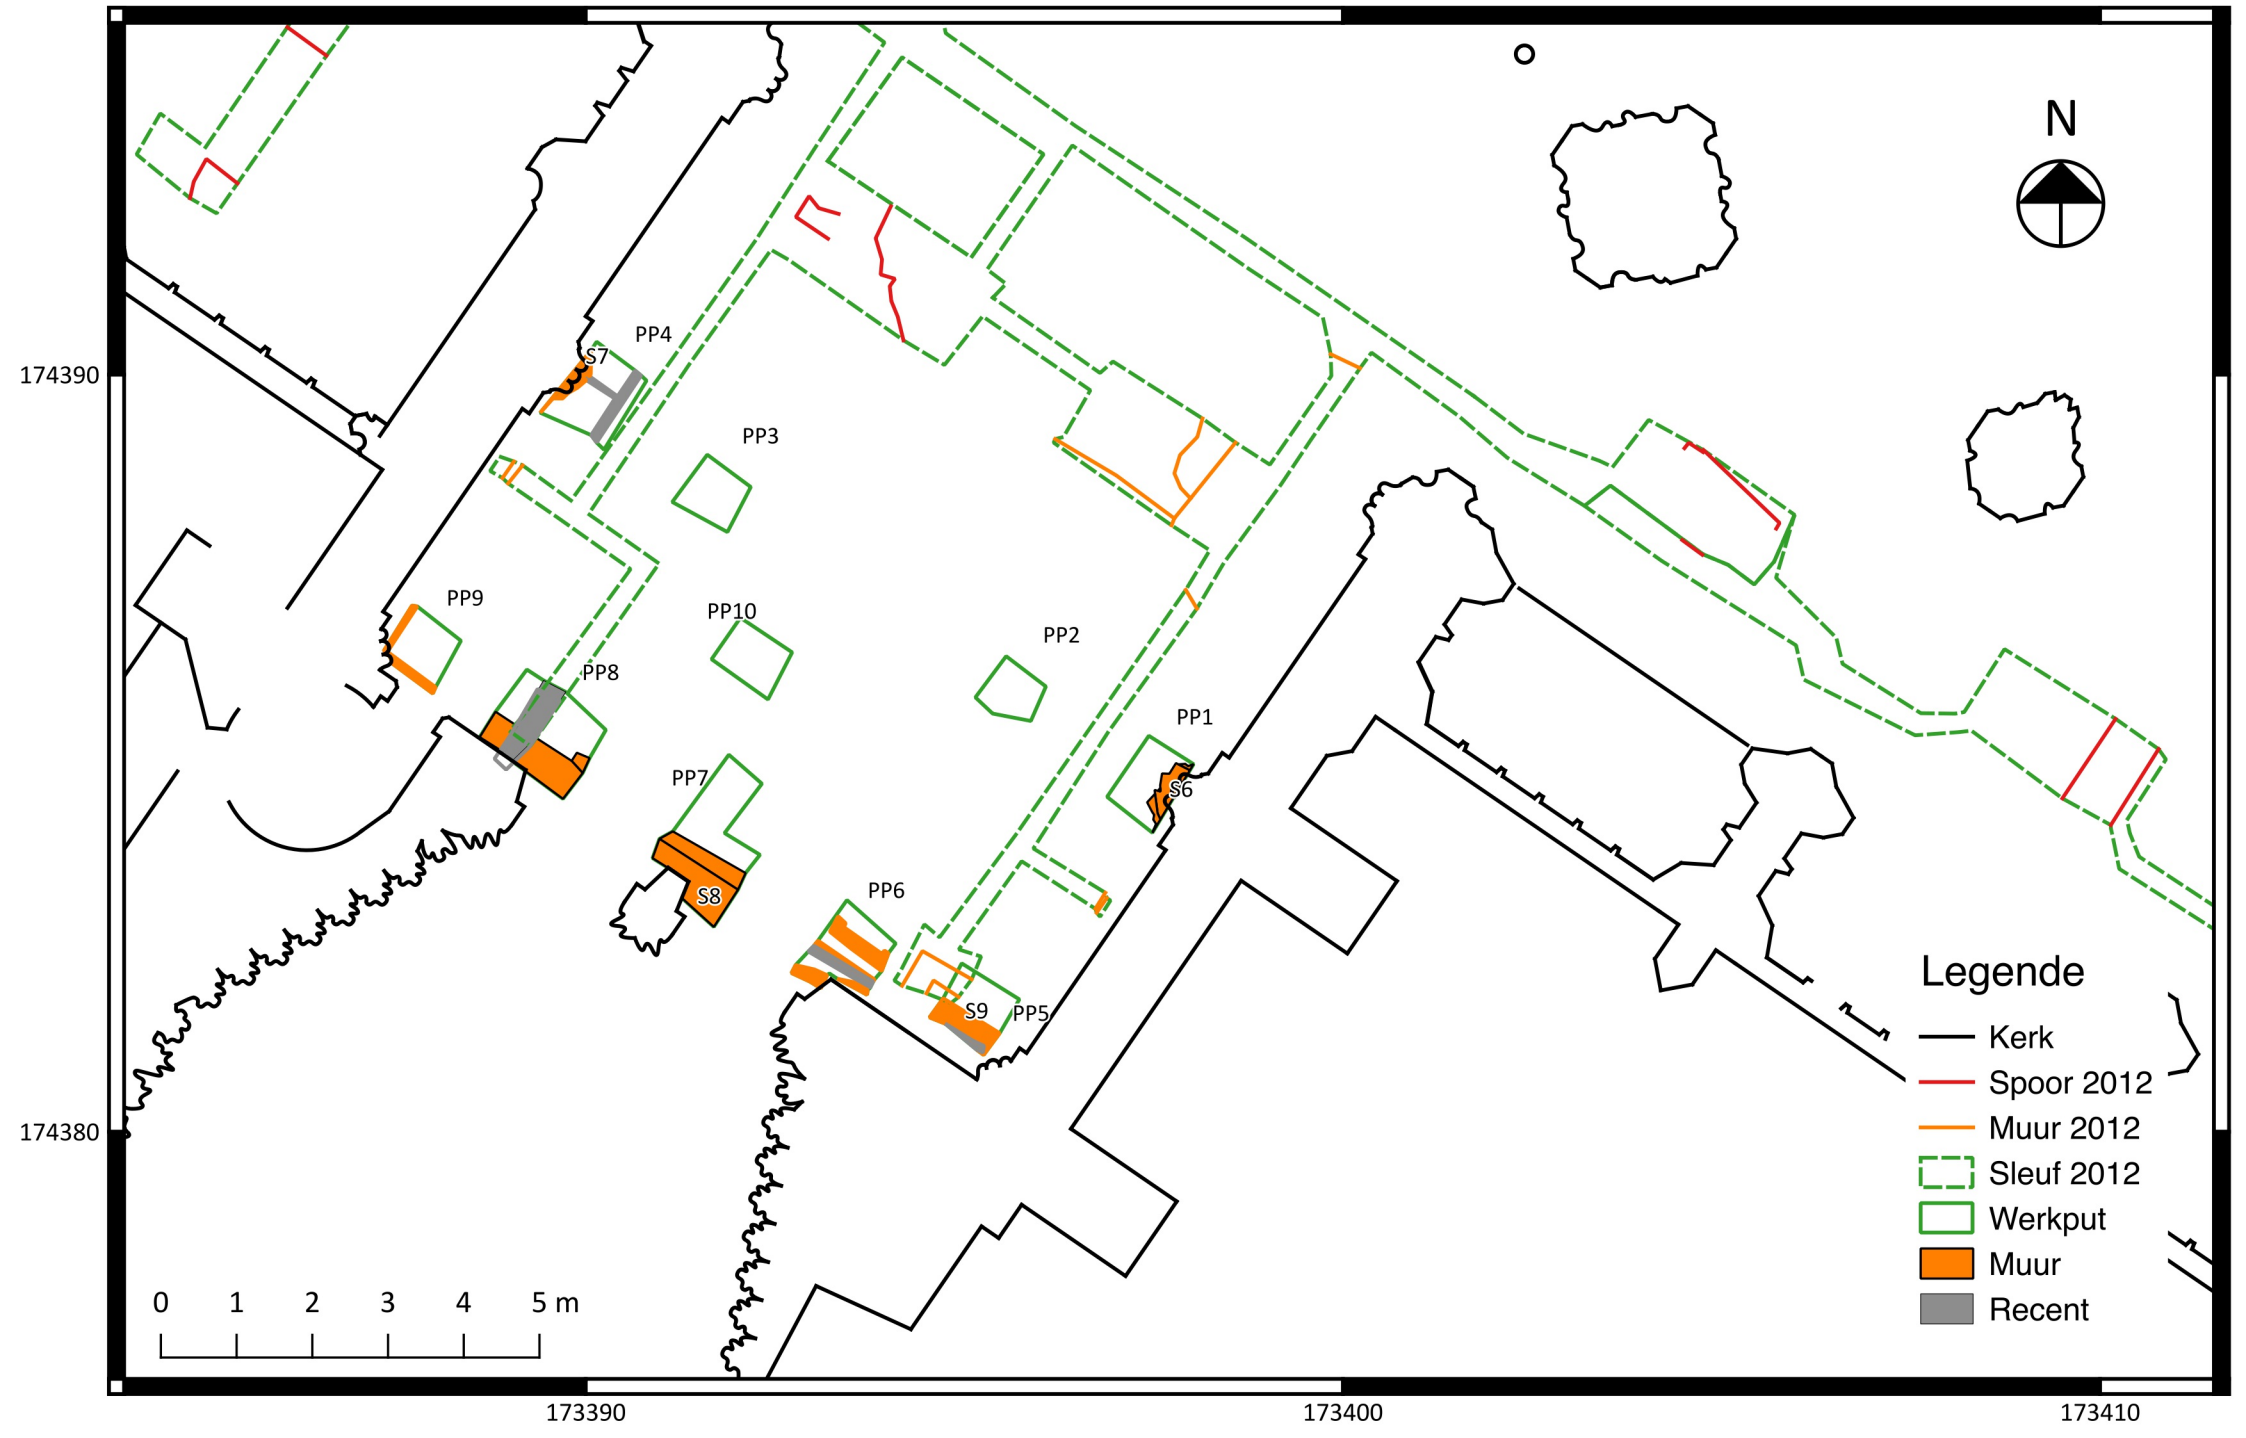 N
PP4
S7
174390
PP3
PP9
PP10
PP2
PP8
PP1
PP7
S6
PP6
S8
S9
PP5
174380
Legende
Kerk
Spoor 2012
Muur 2012
Sleuf 2012
Werkput
Muur
Recent
0 1 2 3 4 5 m
173390 173400 173410